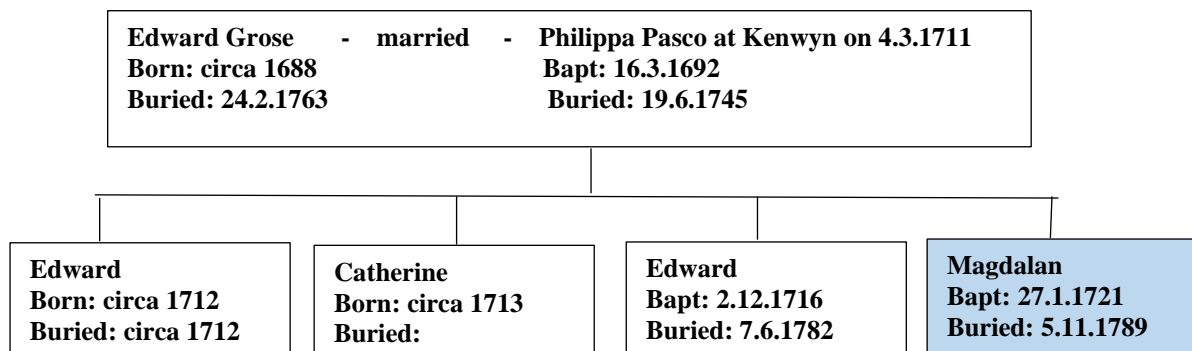 Edward Grose - married - Philippa Pasco at Kenwyn on 4.3.1711
Born: circa 1688 Bapt: 16.3.1692
Buried: 24.2.1763 Buried: 19.6.1745
Edward
Born: circa 1712
Buried: circa 1712
Catherine
Born: circa 1713
Buried:
Edward
Bapt: 2.12.1716
Buried: 7.6.1782
Magdalan
Bapt: 27.1.1721
Buried: 5.11.1789